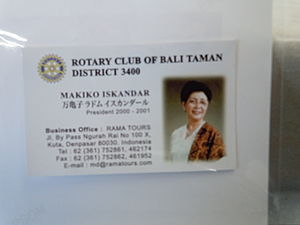 ROTARY CLUB OF BALI TAMAN
DISTRICT 3400
MAKIKO ISKANDAR
万亀子 ラドム イスカンダール
President 2000 - 2001
Business Office : RAMA TOURS
Jl. By Pass Ngurah Rai No 100 X,
Kuta, Denpasar 80030, Indonesia
Tel : 62 (361) 752861, 462174
Fax : 62 (361) 752862, 461952
E-mail : md@ramatours.com